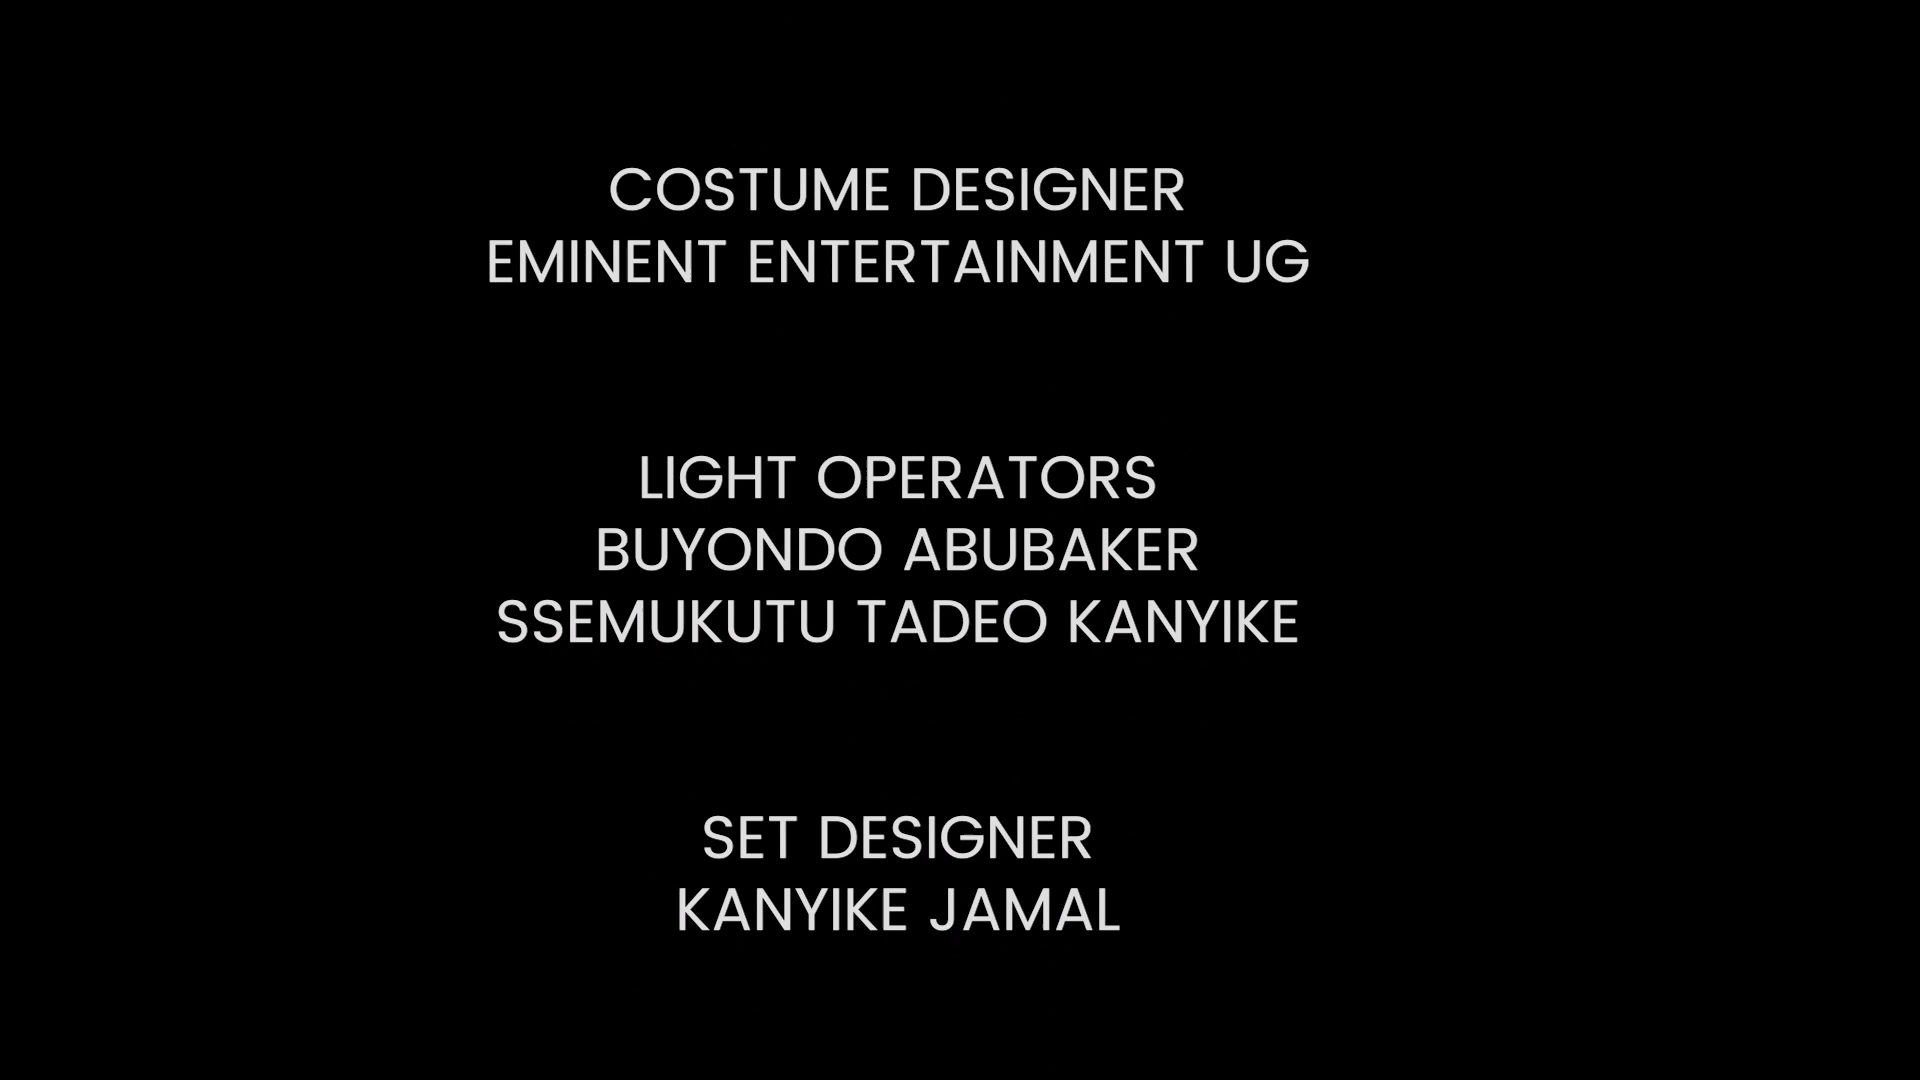 COSTUME DESIGNER
EMINENT ENTERTAINMENT UG
LIGHT OPERATORS
BUYONDO ABUBAKER
SSEMUKUTU TADEO KANYIKE
SET DESIGNER
KANYIKE JAMAL